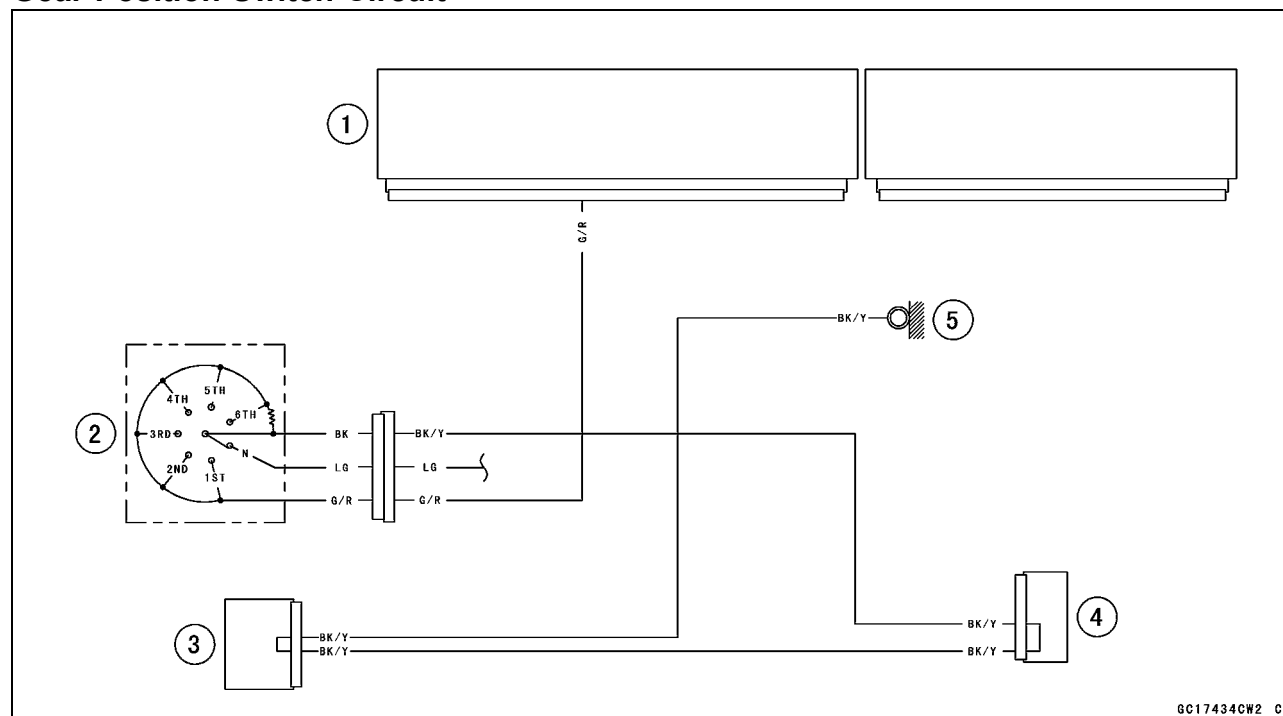 Gear Position Switch Circuit
1
G/R
BK/Y
5
4TH
5TH
6TH
2
3RD
N
2ND
1ST
BK
BK/Y
LG
LG
G/R
G/R
3
BK/Y
BK/Y
BK/Y
BK/Y
4
GC17434CW2 C